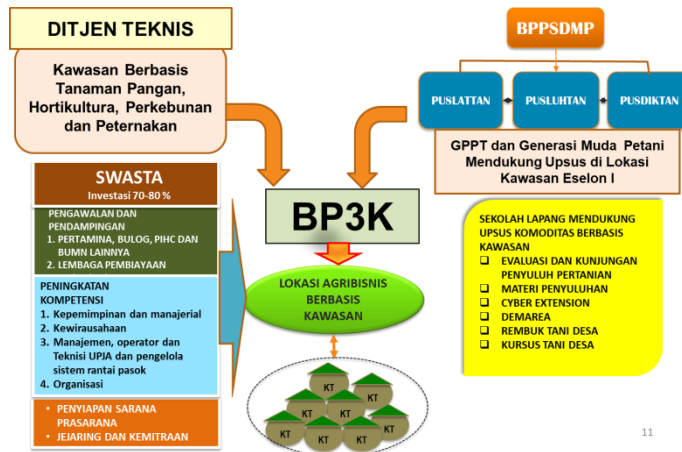 DITJEN TEKNIS
Kawasan Berbasis
Tanaman Pangan,
Hortikultura, Perkebunan
dan Peternakan
BPPSDMP
PUSLATTAN
PUSLUHTAN
PUSDIKTAN
GPPT dan Generasi Muda Petani
Mendukung Upsus di Lokasi
Kawasan Eselon I
SWASTA
Investasi 70-80 %
PENGAWALAN DAN
PENDAMPINGAN
1. PERTAMINA, BULOG, PIHC DAN
BUMN LAINNYA
2. LEMBAGA PEMBIAYAAN
PENINGKATAN
KOMPETENSI
1. Kepemimpinan dan manajerial
2. Kewirausahaan
3. Manajemen, operator dan
Teknisi UPJA dan pengelola
sistem rantai pasok
4. Organisasi
• PENYIAPAN SARANA
PRASARANA
• JEJARING DAN KEMITRAAN
BP3K
LOKASI AGRIBISNIS
BERBASIS
KAWASAN
KT
KT
KT
KT
KT
KT
KT
KT
KT
SEKOLAH LAPANG MENDUKUNG
UPSUS KOMODITAS BERBASIS
KAWASAN
❑ EVALUASI DAN KUNJUNGAN
PENYULUH PERTANIAN
❑ MATERI PENYULUHAN
❑ CYBER EXTENSION
❑ DEMAREA
❑ REMBUK TANI DESA
❑ KURSUS TANI DESA
11